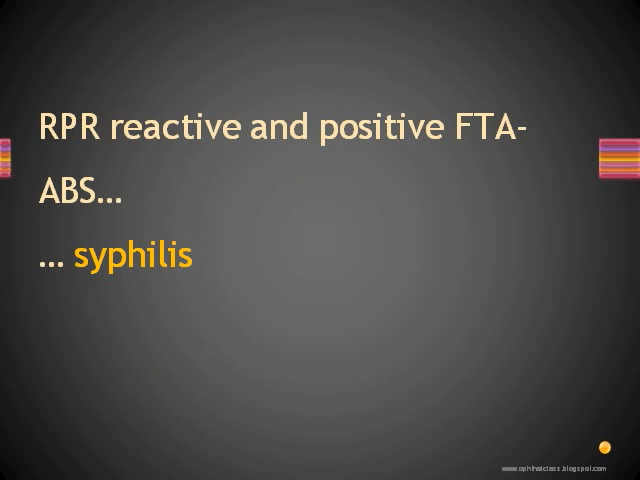 RPR reactive and positive FTA-
ABS…
… syphilis
www.ophthalclass.blogspot.com